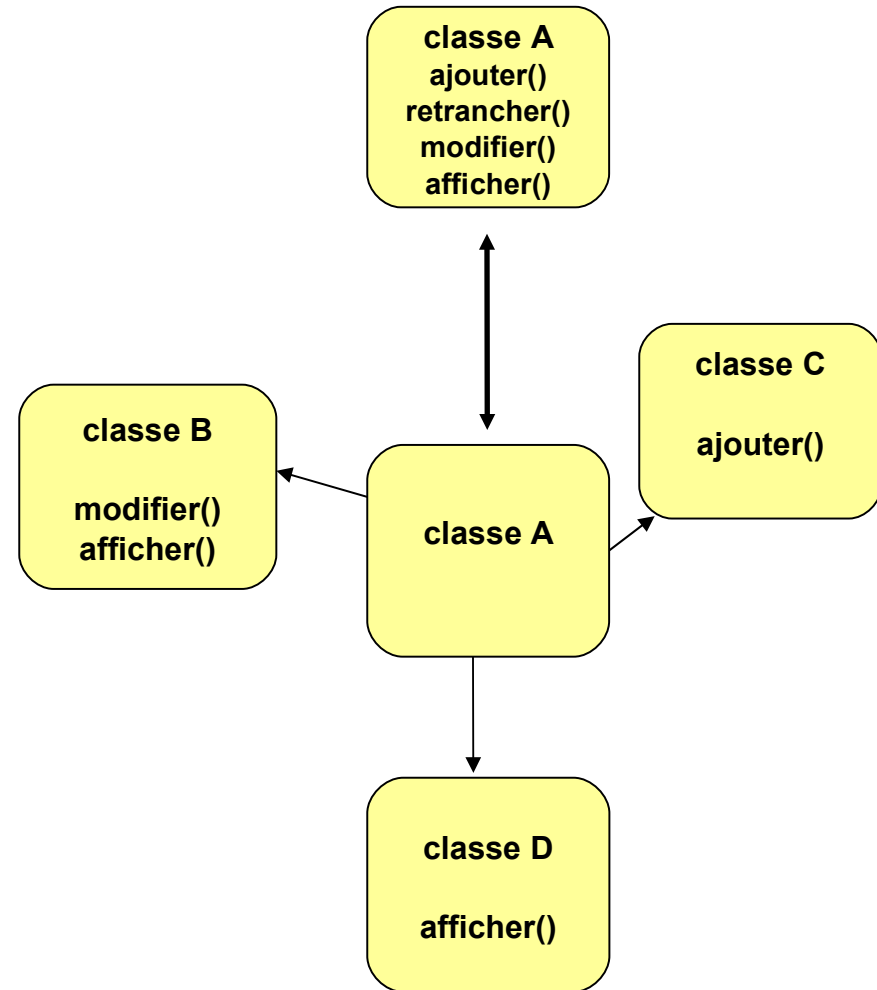 classe A
ajouter()
retrancher()
modifier()
afficher()
classe C
ajouter()
classe B
modifier()
afficher()
classe A
classe D
afficher()